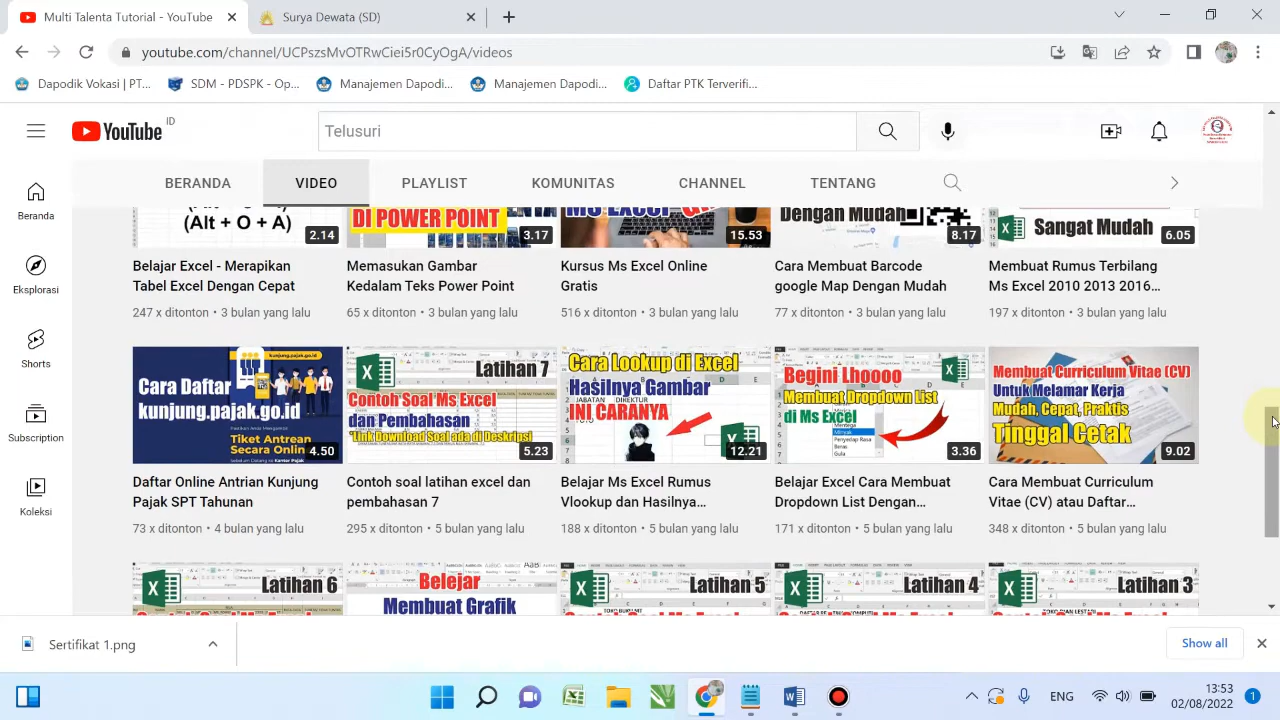 Multi Talenta Tutorial - YouTube
Surya Dewata (SD)
youtube.com/channel/UCPszsMvOTRwCiei5r0CyOgA/videos
Dapodik Vokasi | PT...
SDM - PDSPK - Op...
Manajemen Dapodi...
Manajemen Dapodi...
Daftar PTK Terverifi...
YouTube ID
Telusuri
BERANDA
VIDEO
PLAYLIST
KOMUNITAS
CHANNEL
TENTANG
Beranda
Eksplorasi
Shorts
Subscription
Koleksi
(Alt + O + A)
2.14
DI POWER POINT
3.17
15.53
Dengan Mudah
8.17
Sangat Mudah
6.05
Belajar Excel - Merapikan
Tabel Excel Dengan Cepat
247 x ditonton • 3 bulan yang lalu
Memasukan Gambar
Kedalam Teks Power Point
65 x ditonton • 3 bulan yang lalu
Kursus Ms Excel Online
Gratis
516 x ditonton • 3 bulan yang lalu
Cara Membuat Barcode
google Map Dengan Mudah
77 x ditonton • 3 bulan yang lalu
Membuat Rumus Terbilang
Ms Excel 2010 2013 2016...
197 x ditonton • 3 bulan yang lalu
kunjung.pajak.go.id
Cara Daftar
kunjung.pajak.go.id
Tiket Antrean
Secara Online
4.50
Latihan 7
Contoh Soal Ms Excel
dan Pembahasan
5.23
Cara Lookup di Excel
Hasilnya Gambar
JABATAN DIREKTUR
INI CARANYA
12.21
Begini Lhoooo
Membuat Dropdown List
di Ms Excel
Mentega
Minyak
Penyedap Rasa
Beras
Gula
3.36
Membuat Curriculum Vitae (CV)
Untuk Melamar Kerja
Mudah, Cepat, Praktis
Tinggal Cetak
9.02
Daftar Online Antrian Kunjung
Pajak SPT Tahunan
73 x ditonton • 4 bulan yang lalu
Contoh soal latihan excel dan
pembahasan 7
295 x ditonton • 5 bulan yang lalu
Belajar Ms Excel Rumus
Vlookup dan Hasilnya...
188 x ditonton • 5 bulan yang lalu
Belajar Excel Cara Membuat
Dropdown List Dengan...
171 x ditonton • 5 bulan yang lalu
Cara Membuat Curriculum
Vitae (CV) atau Daftar...
348 x ditonton • 5 bulan yang lalu
Latihan 6
Belajar
Membuat Grafik
Latihan 5
Latihan 4
Latihan 3
Sertifikat 1.png
Show all
ENG
13:53
02/08/2022
1